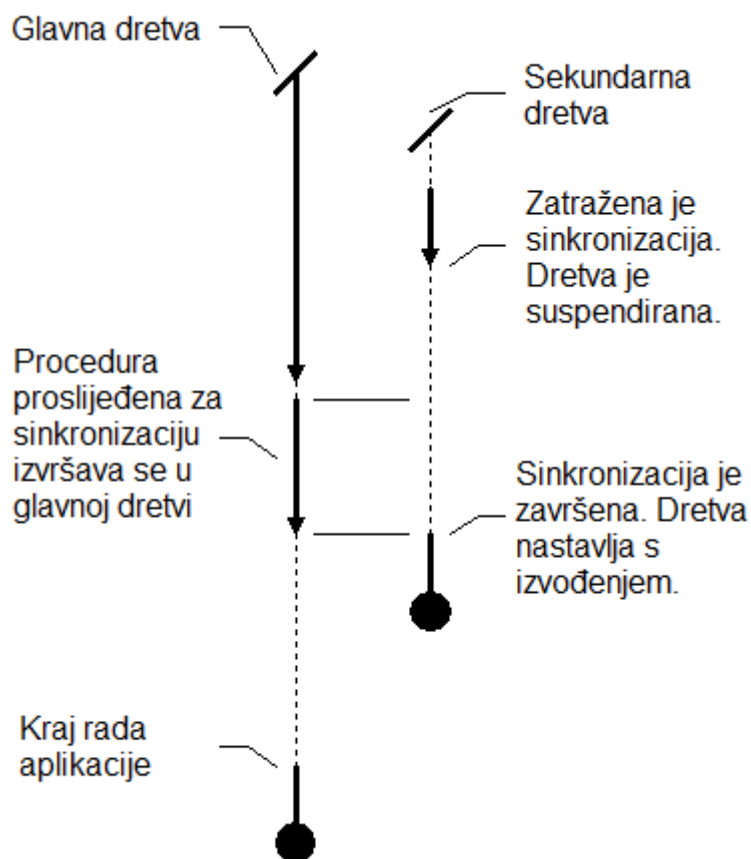 Glavna dretva
Sekundarna
dretva
Zatražena je
sinkronizacija.
Dretva je
suspendirana.
Procedura
proslijeđena za
sinkronizaciju
izvršava se u
glavnoj dretvi
Sinkronizacija je
završena. Dretva
nastavlja s
izvođenjem.
Kraj rada
aplikacije